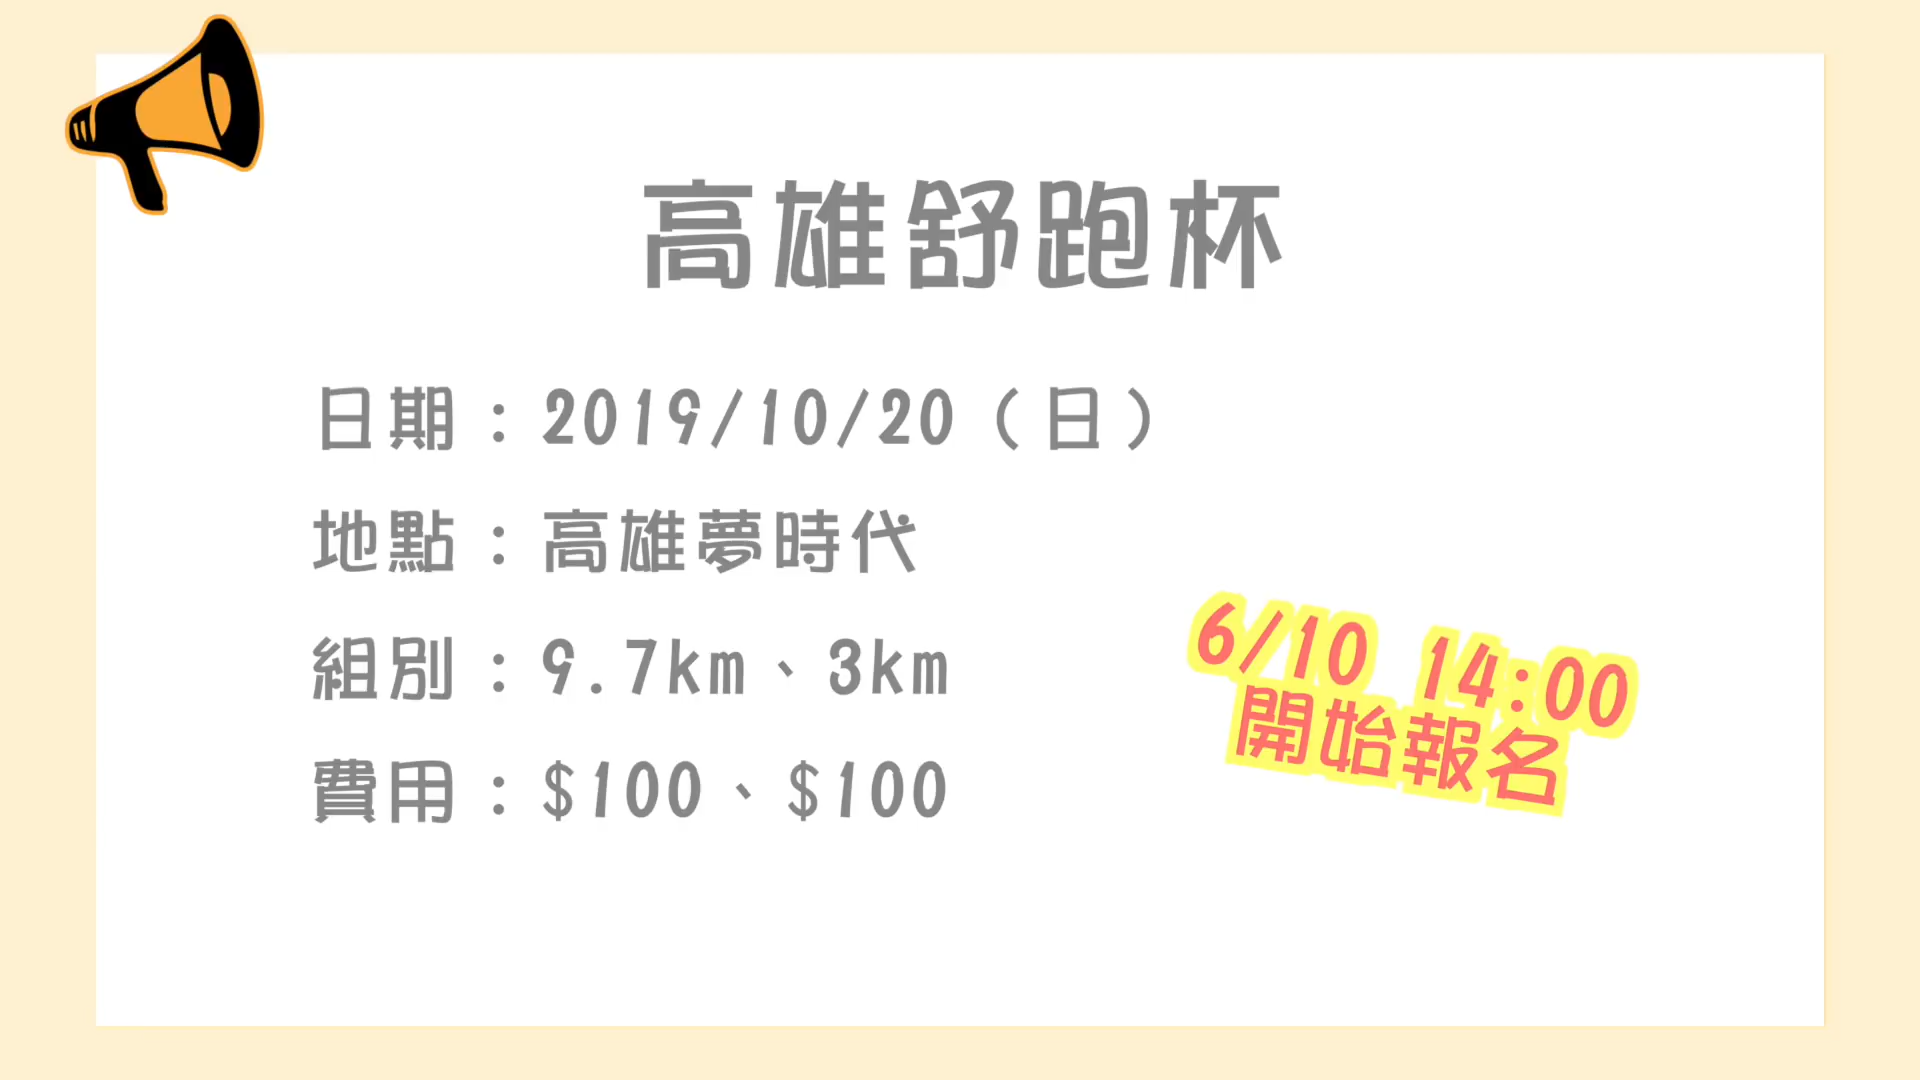 高雄舒跑杯
日期：2019/10/20（日）
地點：高雄夢時代
組別：9.7km、3km
費用：$100、$100
6/10 14:00
開始報名